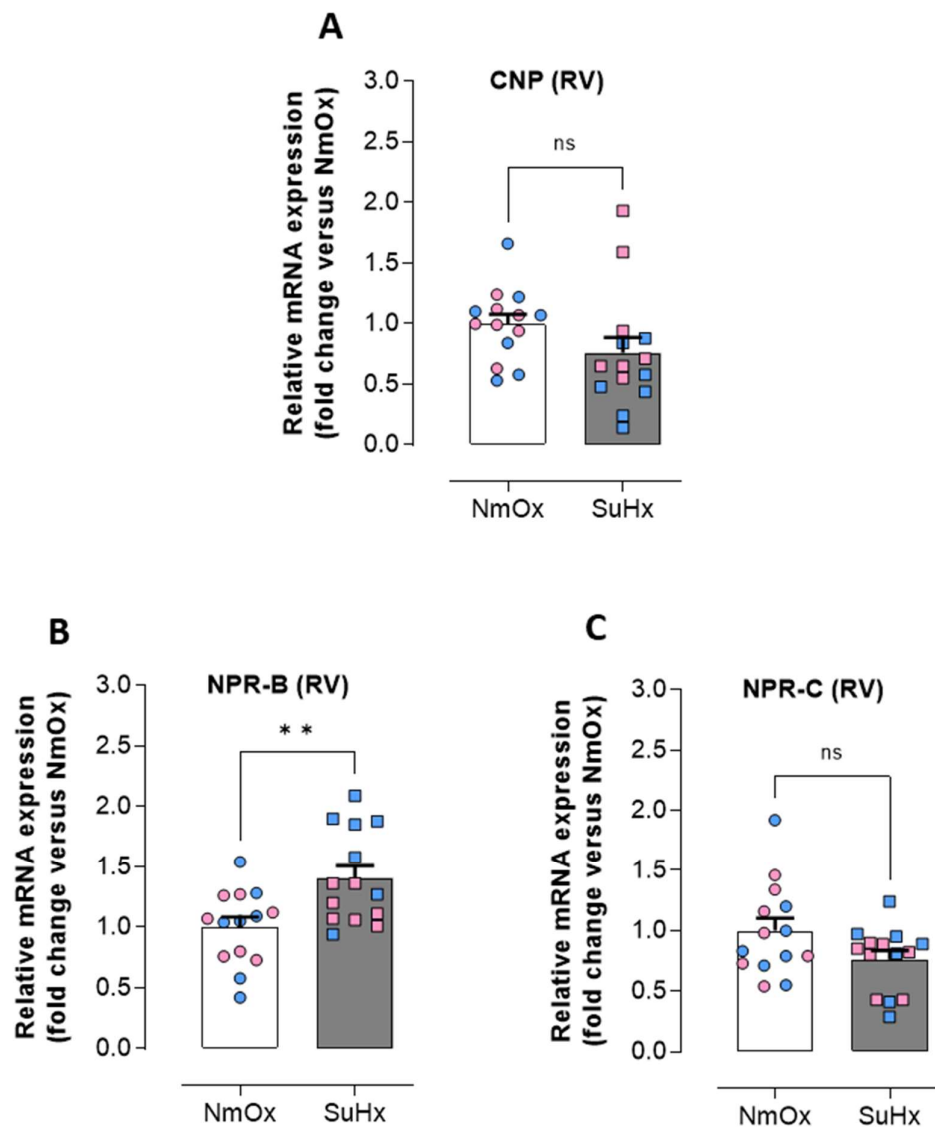 A
CNP (RV)
Relative mRNA expression
(fold change versus NmOx)
3.0
2.5
2.0
1.5
1.0
0.5
0.0
ns
NmOx SuHx
B
NPR-B (RV)
Relative mRNA expression
(fold change versus NmOx)
3.0
2.5
2.0
1.5
1.0
0.5
0.0
* *
NmOx SuHx
C
NPR-C (RV)
Relative mRNA expression
(fold change versus NmOx)
3.0
2.5
2.0
1.5
1.0
0.5
0.0
ns
NmOx SuHx